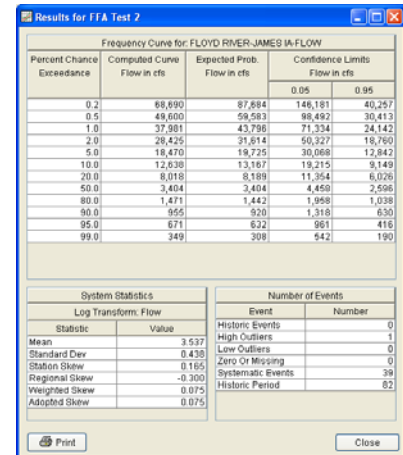 Results for FFA Test 2
Frequency Curve for: FLOYD RIVER-JAMES IA-FLOW
Percent Chance Exceedance Computed Curve Flow in cfs Expected Prob. Flow in cfs Confidence Limits Flow in cfs
0.05 0.95
0.2 68,690 87,684 146,181 40,257
0.5 49,600 59,583 98,492 30,413
1.0 37,981 43,796 71,334 24,142
2.0 28,425 31,614 50,327 18,760
5.0 18,470 19,725 30,068 12,842
10.0 12,638 13,167 19,215 9,149
20.0 8,018 8,189 11,354 6,026
50.0 3,404 3,404 4,458 2,596
80.0 1,471 1,442 1,958 1,038
90.0 955 920 1,318 630
95.0 671 632 961 416
99.0 349 308 542 190
System Statistics
Log Transform: Flow
Statistic Value
Mean 3.537
Standard Dev 0.438
Station Skew 0.165
Regional Skew -0.300
Weighted Skew 0.075
Adopted Skew 0.075
Number of Events
Event Number
Historic Events 0
High Outliers 1
Low Outliers 0
Zero Or Missing 0
Systematic Events 39
Historic Period 82
Print
Close